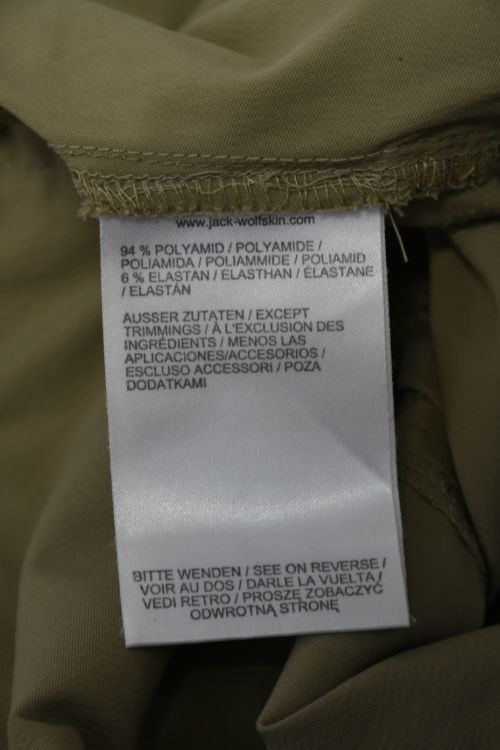 www.jack-wolfskin.com
94 % POLYAMID / POLYAMIDE /
POLIAMIDA / POLIAMMIDE / POLIAMID
6 % ELASTAN / ELASTHAN / ÉLASTANE
/ ELASTÁN
AUSSER ZUTATEN / EXCEPT
TRIMMINGS / À L'EXCLUSION DES
INGRÉDIENTS / MENOS LAS
APLICACIONES/ACCESORIOS /
ESCLUSO ACCESSORI / POZA
DODATKAMI
BITTE WENDEN / SEE ON REVERSE /
VOIR AU DOS / DARLE LA VUELTA /
VEDI RETRO / PROSZĘ ZOBACZYĆ
ODWROTNĄ STRONĘ